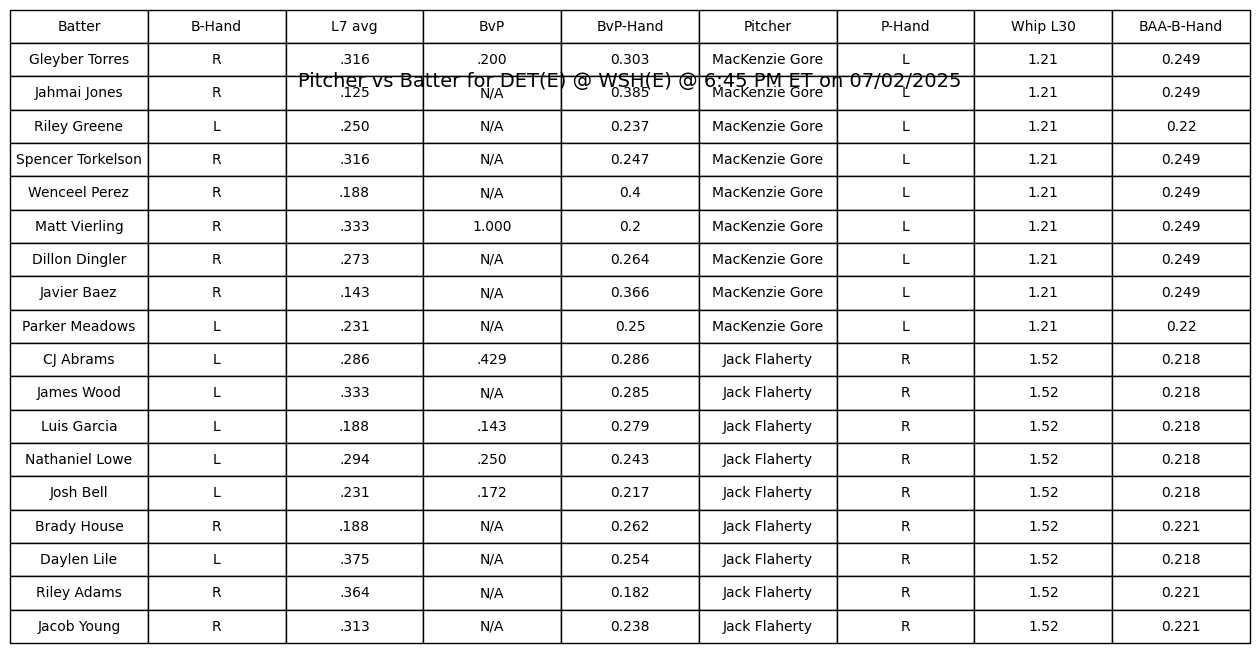 Batter B-Hand L7 avg BvP BvP-Hand Pitcher P-Hand Whip L30 BAA-B-Hand
Gleyber Torres R .316 .200 0.303 MacKenzie Gore L 1.21 0.249
Pitcher vs Batter for DET(E) @ WSH(E) @ 6:45 PM ET on 07/02/2025
Jahmai Jones R .125 N/A 0.385 MacKenzie Gore L 1.21 0.249
Riley Greene L .250 N/A 0.237 MacKenzie Gore L 1.21 0.22
Spencer Torkelson R .316 N/A 0.247 MacKenzie Gore L 1.21 0.249
Wenceel Perez R .188 N/A 0.4 MacKenzie Gore L 1.21 0.249
Matt Vierling R .333 1.000 0.2 MacKenzie Gore L 1.21 0.249
Dillon Dingler R .273 N/A 0.264 MacKenzie Gore L 1.21 0.249
Javier Baez R .143 N/A 0.366 MacKenzie Gore L 1.21 0.249
Parker Meadows L .231 N/A 0.25 MacKenzie Gore L 1.21 0.22
CJ Abrams L .286 .429 0.286 Jack Flaherty R 1.52 0.218
James Wood L .333 N/A 0.285 Jack Flaherty R 1.52 0.218
Luis Garcia L .188 .143 0.279 Jack Flaherty R 1.52 0.218
Nathaniel Lowe L .294 .250 0.243 Jack Flaherty R 1.52 0.218
Josh Bell L .231 .172 0.217 Jack Flaherty R 1.52 0.218
Brady House R .188 N/A 0.262 Jack Flaherty R 1.52 0.221
Daylen Lile L .375 N/A 0.254 Jack Flaherty R 1.52 0.218
Riley Adams R .364 N/A 0.182 Jack Flaherty R 1.52 0.221
Jacob Young R .313 N/A 0.238 Jack Flaherty R 1.52 0.221